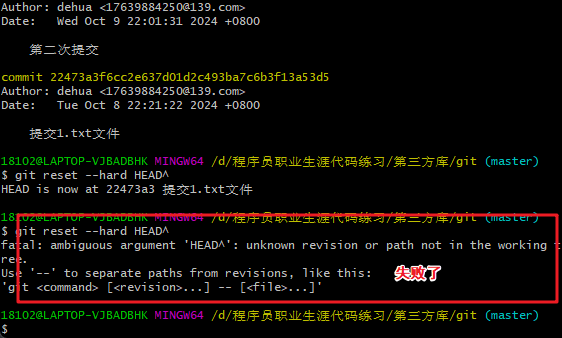 Author: dehua <17639884250@139.com>
Date:   Wed Oct 9 22:01:31 2024 +0800
第二次提交
commit 22473a3f6cc2e637d01d2c493ba7c6b3f13a53d5
Author: dehua <17639884250@139.com>
Date:   Tue Oct 8 22:21:22 2024 +0800
提交1.txt文件
18102@LAPTOP-VJBADBHK MINGW64 /d/程序员职业生涯代码练习/第三方库/git (master)
$ git reset --hard HEAD^
HEAD is now at 22473a3 提交1.txt文件
18102@LAPTOP-VJBADBHK MINGW64 /d/程序员职业生涯代码练习/第三方库/git (master)
$ git reset --hard HEAD^
fatal: ambiguous argument 'HEAD^': unknown revision or path not in the working t
ree.
Use '--' to separate paths from revisions, like this:
失败了
'git <command> [<revision>...] -- [<file>...]'
18102@LAPTOP-VJBADBHK MINGW64 /d/程序员职业生涯代码练习/第三方库/git (master)
$